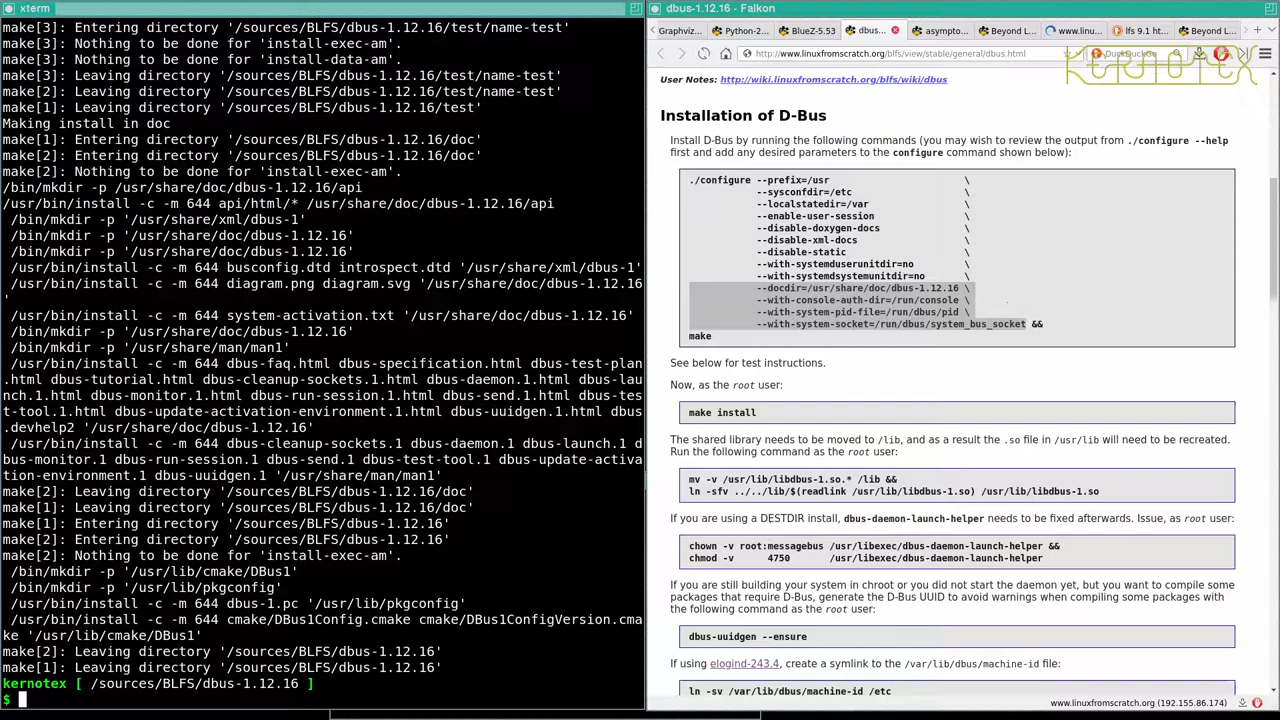 xterm
make[3]: Entering directory '/sources/BLFS/dbus-1.12.16/test/name-test'
make[3]: Nothing to be done for 'install-exec-am'.
make[3]: Nothing to be done for 'install-data-am'.
make[3]: Leaving directory '/sources/BLFS/dbus-1.12.16/test/name-test'
make[2]: Leaving directory '/sources/BLFS/dbus-1.12.16/test/name-test'
make[1]: Leaving directory '/sources/BLFS/dbus-1.12.16/test'
Making install in doc
make[1]: Entering directory '/sources/BLFS/dbus-1.12.16/doc'
make[2]: Entering directory '/sources/BLFS/dbus-1.12.16/doc'
make[2]: Nothing to be done for 'install-exec-am'.
/bin/mkdir -p /usr/share/doc/dbus-1.12.16/api
/usr/bin/install -c -m 644 api/html/* /usr/share/doc/dbus-1.12.16/api
/bin/mkdir -p '/usr/share/xml/dbus-1'
/bin/mkdir -p '/usr/share/doc/dbus-1.12.16'
/bin/mkdir -p '/usr/share/doc/dbus-1.12.16'
/usr/bin/install -c -m 644 busconfig.dtd introspect.dtd '/usr/share/xml/dbus-1'
/usr/bin/install -c -m 644 diagram.png diagram.svg '/usr/share/doc/dbus-1.12.16
'
/usr/bin/install -c -m 644 system-activation.txt '/usr/share/doc/dbus-1.12.16'
/bin/mkdir -p '/usr/share/doc/dbus-1.12.16'
/bin/mkdir -p '/usr/share/man/man1'
/usr/bin/install -c -m 644 dbus-faq.html dbus-specification.html dbus-test-plan
.html dbus-tutorial.html dbus-cleanup-sockets.1.html dbus-daemon.1.html dbus-lau
nch.1.html dbus-monitor.1.html dbus-run-session.1.html dbus-send.1.html dbus-tes
t-tool.1.html dbus-update-activation-environment.1.html dbus-uuidgen.1.html dbus
.devhelp2 '/usr/share/doc/dbus-1.12.16'
/usr/bin/install -c -m 644 dbus-cleanup-sockets.1 dbus-daemon.1 dbus-launch.1 d
bus-monitor.1 dbus-run-session.1 dbus-send.1 dbus-test-tool.1 dbus-update-activa
tion-environment.1 dbus-uuidgen.1 '/usr/share/man/man1'
make[2]: Leaving directory '/sources/BLFS/dbus-1.12.16/doc'
make[1]: Leaving directory '/sources/BLFS/dbus-1.12.16/doc'
make[1]: Entering directory '/sources/BLFS/dbus-1.12.16'
make[2]: Entering directory '/sources/BLFS/dbus-1.12.16'
make[2]: Nothing to be done for 'install-exec-am'.
/bin/mkdir -p '/usr/lib/cmake/DBus1'
/bin/mkdir -p '/usr/lib/pkgconfig'
/usr/bin/install -c -m 644 dbus-1.pc '/usr/lib/pkgconfig'
/usr/bin/install -c -m 644 cmake/DBus1Config.cmake cmake/DBus1ConfigVersion.cma
ke '/usr/lib/cmake/DBus1'
make[2]: Leaving directory '/sources/BLFS/dbus-1.12.16'
make[1]: Leaving directory '/sources/BLFS/dbus-1.12.16'
kernotex [ /sources/BLFS/dbus-1.12.16 ]
$
dbus-1.12.16 - Falkon
Graphviz... Python-2... BlueZ-5.53 dbus... asympto... Beyond L... www.linu... lfs 9.1 h... Beyond L...
http://www.linuxfromscratch.org/blfs/view/stable/general/dbus.html DuckDuckGo
KERNOTEX
User Notes: http://wiki.linuxfromscratch.org/blfs/wiki/dbus
Installation of D-Bus
Install D-Bus by running the following commands (you may wish to review the output from ./configure --help
first and add any desired parameters to the configure command shown below):
./configure --prefix=/usr \
--sysconfdir=/etc \
--localstatedir=/var \
--enable-user-session \
--disable-doxygen-docs \
--disable-xml-docs \
--disable-static \
--with-systemduserunitdir=no \
--with-systemdsystemunitdir=no \
--docdir=/usr/share/doc/dbus-1.12.16 \
--with-console-auth-dir=/run/console \
--with-system-pid-file=/run/dbus/pid \
--with-system-socket=/run/dbus/system_bus_socket &&
make
See below for test instructions.
Now, as the root user:
make install
The shared library needs to be moved to /lib, and as a result the .so file in /usr/lib will need to be recreated.
Run the following command as the root user:
mv -v /usr/lib/libdbus-1.so.* /lib &&
ln -sfv ../../lib/$(readlink /usr/lib/libdbus-1.so) /usr/lib/libdbus-1.so
If you are using a DESTDIR install, dbus-daemon-launch-helper needs to be fixed afterwards. Issue, as root user:
chown -v root:messagebus /usr/libexec/dbus-daemon-launch-helper &&
chmod -v 4750 /usr/libexec/dbus-daemon-launch-helper
If you are still building your system in chroot or you did not start the daemon yet, but you want to compile some
packages that require D-Bus, generate the D-Bus UUID to avoid warnings when compiling some packages with
the following command as the root user:
dbus-uuidgen --ensure
If using elogind-243.4, create a symlink to the /var/lib/dbus/machine-id file:
ln -sv /var/lib/dbus/machine-id /etc
www.linuxfromscratch.org (192.155.86.174)